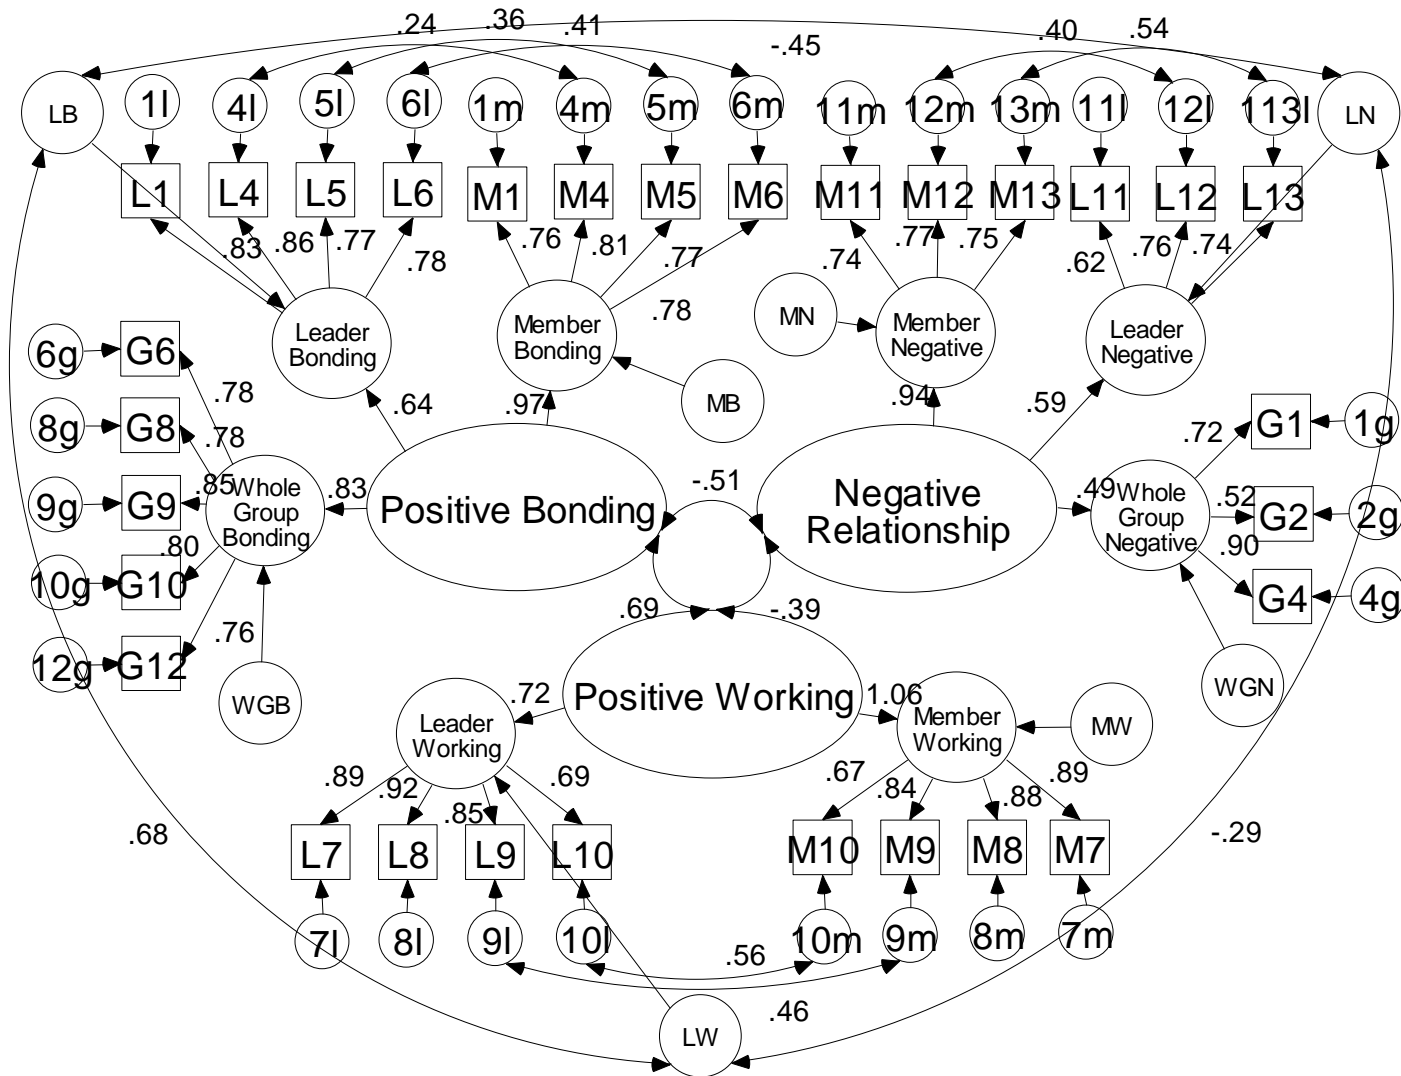 .24 .36 .41 -.45 .40 .54
LB 1l 4l 5l 6l 1m 4m 5m 6m 11m 12m 13m 11l 12l 113l LN
L1 L4 L5 L6 M1 M4 M5 M6 M11 M12 M13 L11 L12 L13
.83 .86 .77 .78 .76 .81 .77 .78 .74 .77 .75 .62 .76 .74
Leader
Bonding
Member
Bonding
MN
Member
Negative
Leader
Negative
6g G6 .78
8g G8 .78
9g G9 .85
10g G10 .80
12g G12 .76
.64 .97 MB .94 .59
Whole
Group
Bonding
.83
Positive Bonding
-.51
Negative
Relationship
.49
Whole
Group
Negative
.72 G1 1g
.52 G2 2g
.90 G4 4g
.69 -.39
WGB
WGN
Positive Working
.72 1.06
Leader
Working
Member
Working
MW
.89 .92 .85 .69 .67 .84 .88 .89
L7 L8 L9 L10 M10 M9 M8 M7
7l 8l 9l 10l 10m 9m 8m 7m
.68 -.29
.56
.46
LW